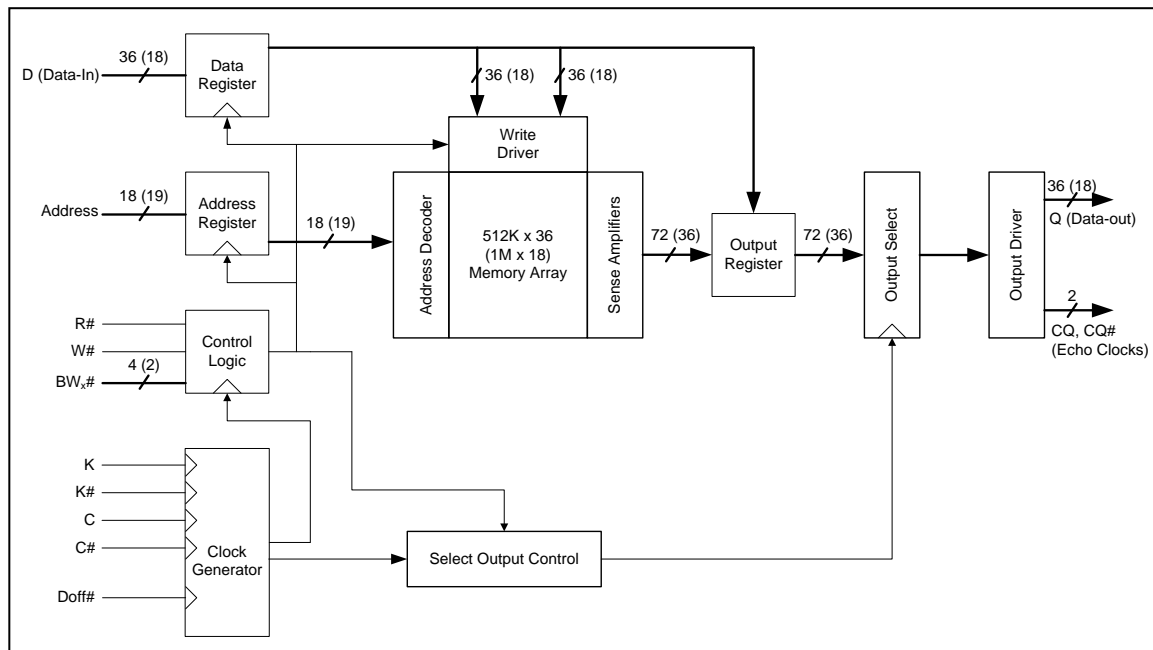 36 (18)
D (Data-In)
Data
Register
36 (18)
36 (18)
Write
Driver
18 (19)
Address
Address
Register
18 (19)
Address Decoder
512K x 36
(1M x 18)
Memory Array
Sense Amplifiers
72 (36)
Output
Register
72 (36)
Output Select
Output Driver
36 (18)
Q (Data-out)
2
CQ, CQ#
(Echo Clocks)
R#
W#
4 (2)
BWₓ#
Control
Logic
K
K#
C
C#
Doff#
Clock
Generator
Select Output Control